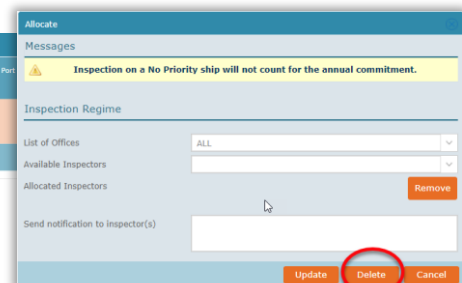 Allocate
Messages
Port
Inspection on a No Priority ship will not count for the annual commitment.
Inspection Regime
List of Offices ALL
Available Inspectors
Allocated Inspectors Remove
Send notification to inspector(s)
Update Delete Cancel